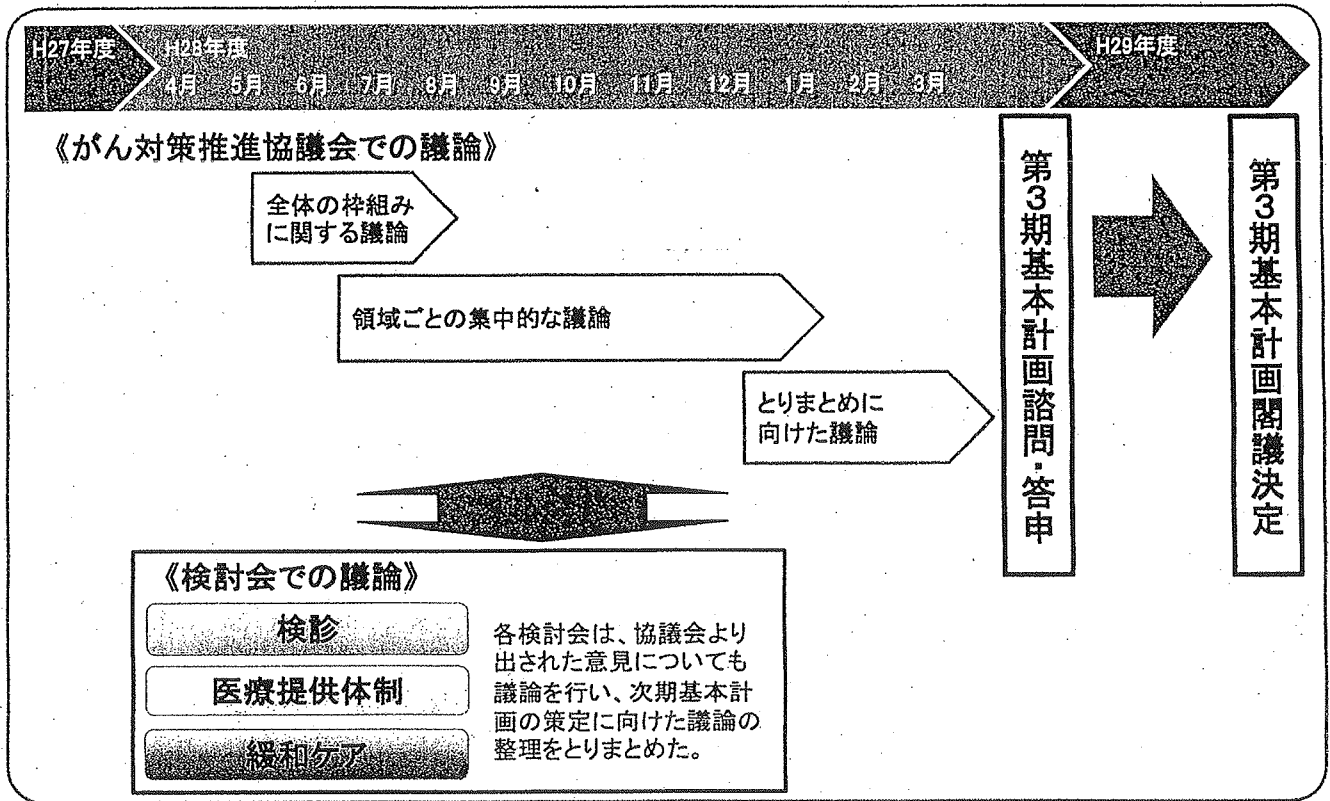 H27年度
H28年度
H29年度
4月 5月 6月 7月 8月 9月 10月 11月 12月 1月 2月 3月
《がん対策推進協議会での議論》
全体の枠組み
に関する議論
領域ごとの集中的な議論
とりまとめに
向けた議論
第3期基本計画諮問・答申
第3期基本計画閣議決定
《検討会での議論》
検診
医療提供体制
緩和ケア
各検討会は、協議会より
出された意見についても
議論を行い、次期基本計
画の策定に向けた議論の
整理をとりまとめた。